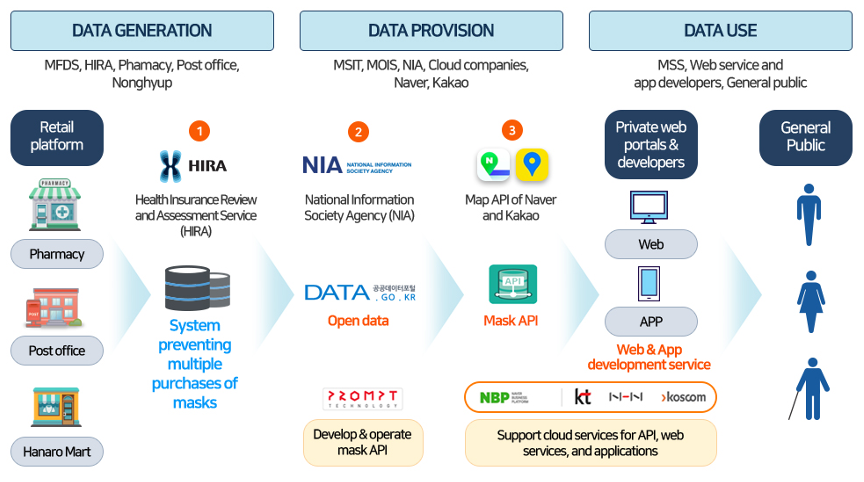 DATA GENERATION
MFDS, HIRA, Phamacy, Post office,
Nonghyup
DATA PROVISION
MSIT, MOIS, NIA, Cloud companies,
Naver, Kakao
DATA USE
MSS, Web service and
app developers, General public
Retail
platform
PHARMACY
Pharmacy
POST
Post office
Hanaro Mart
1
HIRA
Health Insurance Review
and Assessment Service
(HIRA)
System
preventing
multiple
purchases of
masks
2
NIA NATIONAL INFORMATION
SOCIETY AGENCY
National Information
Society Agency (NIA)
DATA 공공데이터포털
.GO.KR
Open data
PROMPT
TECHNOLOGY
Develop & operate
mask API
3
N
Map API of Naver
and Kakao
API
Mask API
NBP NAVER
BUSINESS
PLATFORM
kt
NHN
koscom
Support cloud services for API, web
services, and applications
Private web
portals &
developers
Web
APP
Web & App
development service
General
Public